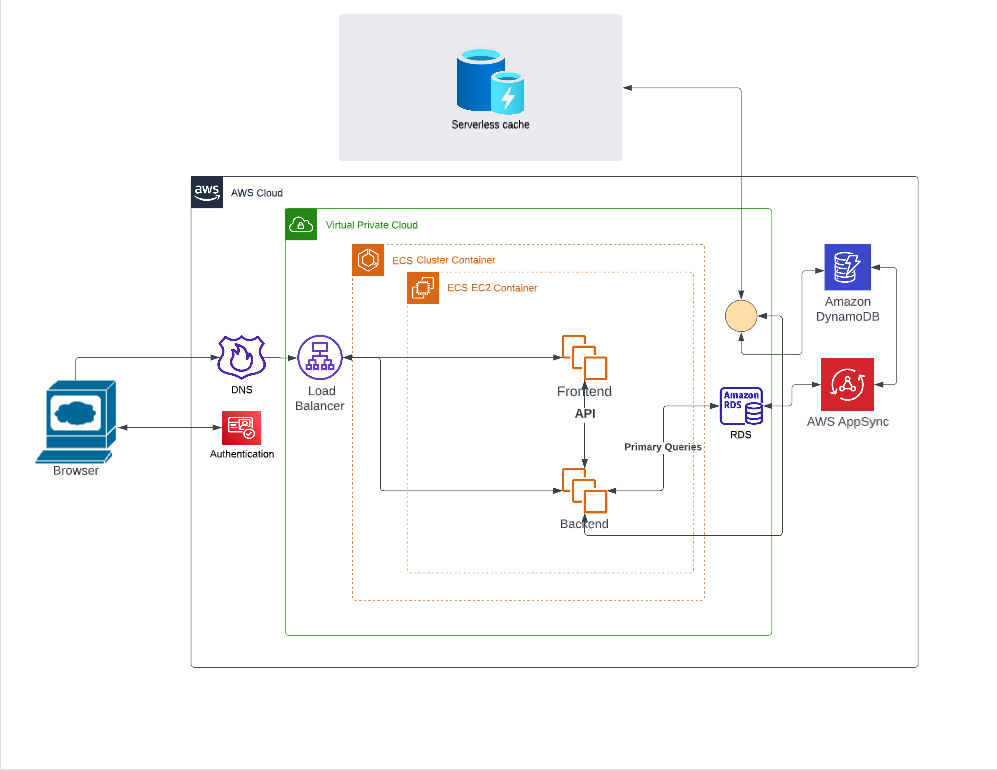 Serverless cache
aws
AWS Cloud
Virtual Private Cloud
ECS Cluster Container
ECS EC2 Container
Amazon
DynamoDB
DNS
Load
Balancer
Frontend
API
Amazon
RDS
RDS
AWS AppSync
Browser
Authentication
Primary Queries
Backend